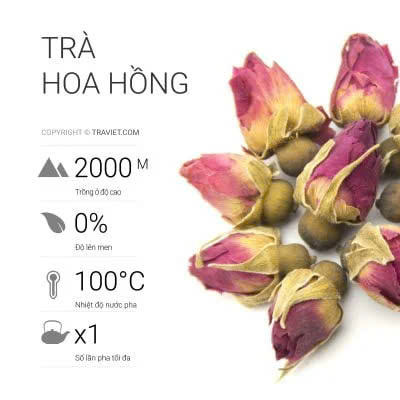 TRÀ
HOA HỒNG
COPYRIGHT © TRAVIET.COM
2000 M
Trồng ở độ cao
0%
Độ lên men
100°C
Nhiệt độ nước pha
x1
Số lần pha tối đa